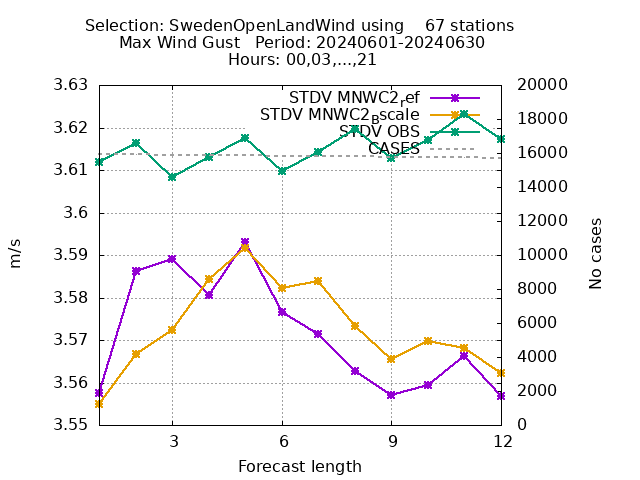 Selection: SwedenOpenLandWind using 67 stations
Max Wind Gust Period: 20240601-20240630
Hours: 00,03,...,21
STDV MNWC2_ref
STDV MNWC2_Bscale
STDV OBS
CASES
3.63
3.62
3.61
3.6
3.59
3.58
3.57
3.56
3.55
m/s
20000
18000
16000
14000
12000
10000
8000
6000
4000
2000
0
No cases
3 6 9 12
Forecast length